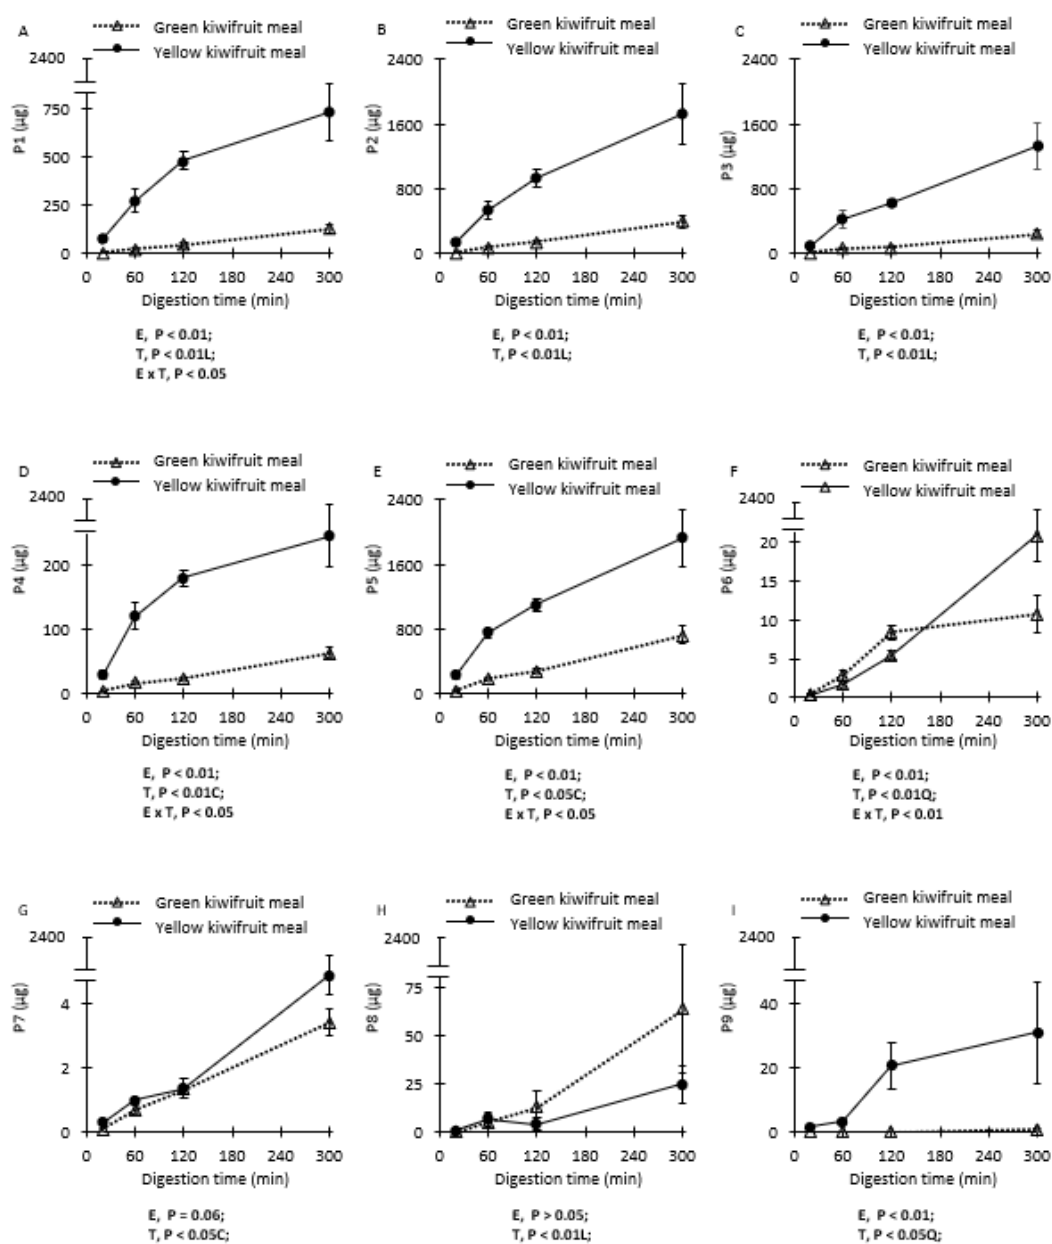 A
Green kiwifruit meal
Yellow kiwifruit meal
2400
750
500
250
0
P1 (µg)
0 60 120 180 240 300
Digestion time (min)
E, P < 0.01;
T, P < 0.01L;
E x T, P < 0.05
B
Green kiwifruit meal
Yellow kiwifruit meal
2400
1600
800
0
P2 (µg)
0 60 120 180 240 300
Digestion time (min)
E, P < 0.01;
T, P < 0.01L;
C
Green kiwifruit meal
Yellow kiwifruit meal
2400
1600
800
0
P3 (µg)
0 60 120 180 240 300
Digestion time (min)
E, P < 0.01;
T, P < 0.01L;
D
Green kiwifruit meal
Yellow kiwifruit meal
2400
200
100
0
P4 (µg)
0 60 120 180 240 300
Digestion time (min)
E, P < 0.01;
T, P < 0.01C;
E x T, P < 0.05
E
Green kiwifruit meal
Yellow kiwifruit meal
2400
1600
800
0
P5 (µg)
0 60 120 180 240 300
Digestion time (min)
E, P < 0.01;
T, P < 0.05C;
E x T, P < 0.05
F
Green kiwifruit meal
Yellow kiwifruit meal
2400
20
15
10
5
0
P6 (µg)
0 60 120 180 240 300
Digestion time (min)
E, P < 0.01;
T, P < 0.01Q;
E x T, P < 0.01
G
Green kiwifruit meal
Yellow kiwifruit meal
2400
4
2
0
P7 (µg)
0 60 120 180 240 300
Digestion time (min)
E, P = 0.06;
T, P < 0.05C;
H
Green kiwifruit meal
Yellow kiwifruit meal
2400
75
50
25
0
P8 (µg)
0 60 120 180 240 300
Digestion time (min)
E, P > 0.05;
T, P < 0.01L;
I
Green kiwifruit meal
Yellow kiwifruit meal
2400
40
20
0
P9 (µg)
0 60 120 180 240 300
Digestion time (min)
E, P < 0.01;
T, P < 0.05Q;